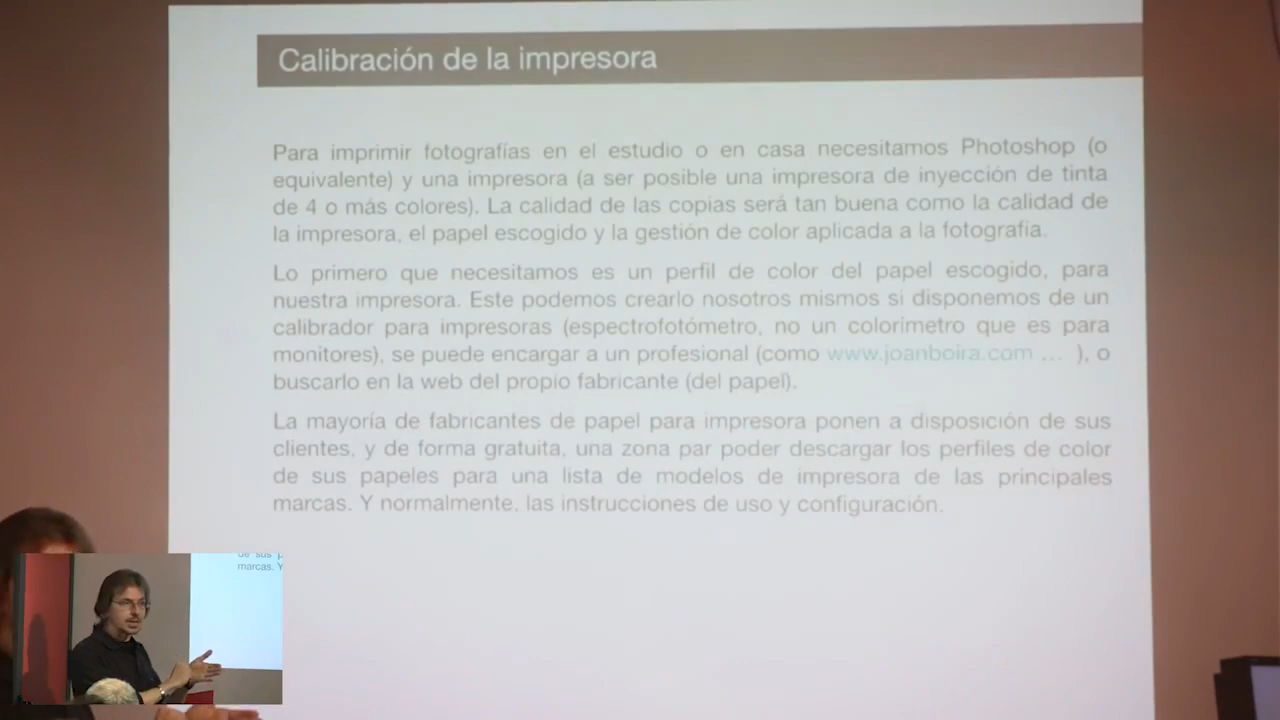 Calibración de la impresora
Para imprimir fotografías en el estudio o en casa necesitamos Photoshop (o
equivalente) y una impresora (a ser posible una impresora de inyección de tinta
de 4 o más colores). La calidad de las copias será tan buena como la calidad de
la impresora, el papel escogido y la gestión de color aplicada a la fotografía.
Lo primero que necesitamos es un perfil de color del papel escogido, para
nuestra impresora. Este podemos crearlo nosotros mismos si disponemos de un
calibrador para impresoras (espectrofotómetro, no un colorimetro que es para
monitores), se puede encargar a un profesional (como www.joanboira.com ... ), o
buscarlo en la web del propio fabricante (del papel).
La mayoría de fabricantes de papel para impresora ponen a disposición de sus
clientes, y de forma gratuita, una zona par poder descargar los perfiles de color
de sus papeles para una lista de modelos de impresora de las principales
marcas. Y normalmente, las instrucciones de uso y configuración.
de sus p
marcas. Y